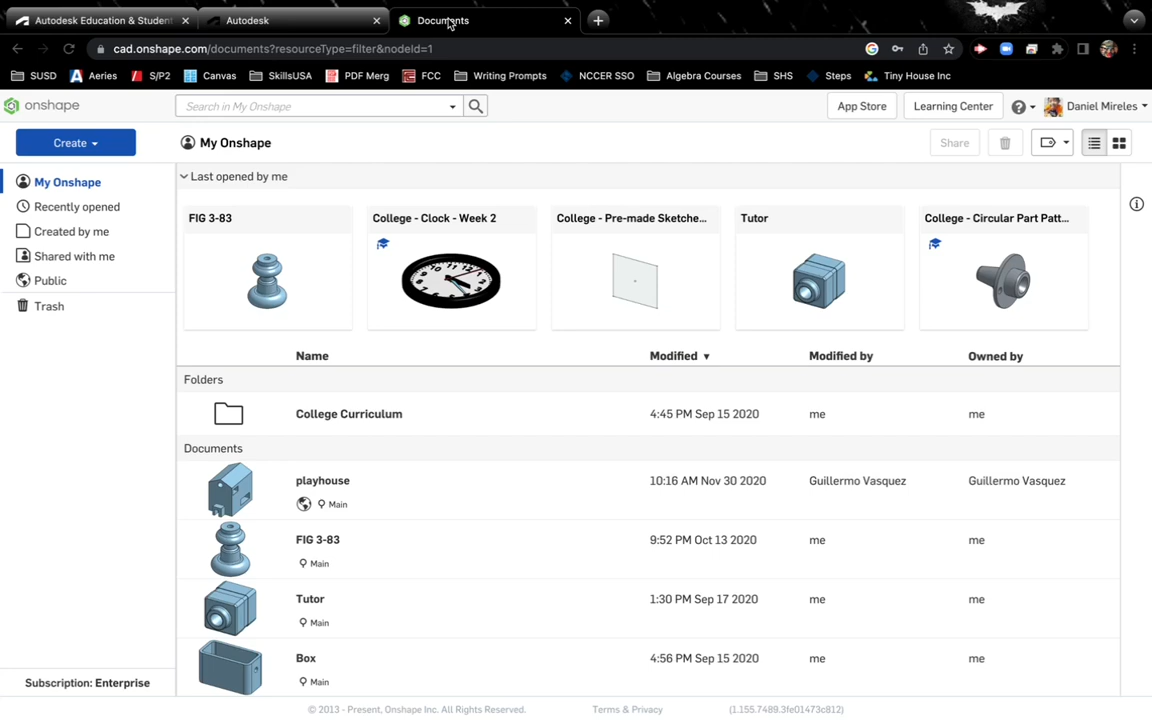 Autodesk Education & Student
Autodesk
Documents
cad.onshape.com/documents?resourceType=filter&nodeId=1
SUSD
Aeries
S/P2
Canvas
SkillsUSA
PDF Merg
FCC
Writing Prompts
NCCER SSO
Algebra Courses
SHS
Steps
Tiny House Inc
onshape
Search in My Onshape
App Store
Learning Center
Daniel Mireles
Create
My Onshape
Share
My Onshape
Recently opened
Created by me
Shared with me
Public
Trash
Last opened by me
FIG 3-83
College - Clock - Week 2
College - Pre-made Sketche...
Tutor
College - Circular Part Patt...
Name Modified Modified by Owned by
Folders
College Curriculum 4:45 PM Sep 15 2020 me me
Documents
playhouse 10:16 AM Nov 30 2020 Guillermo Vasquez Guillermo Vasquez
Main
FIG 3-83 9:52 PM Oct 13 2020 me me
Main
Tutor 1:30 PM Sep 17 2020 me me
Main
Box 4:56 PM Sep 15 2020 me me
Main
Subscription: Enterprise
© 2013 - Present, Onshape Inc. All Rights Reserved. Terms & Privacy (1.155.7489.3fe01473c812)